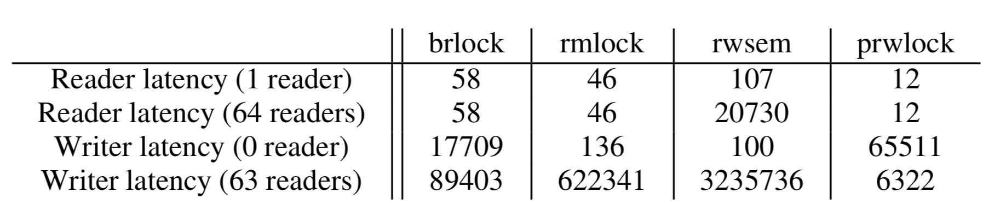 brlock rmlock rwsem prwlock
Reader latency (1 reader) 58 46 107 12
Reader latency (64 readers) 58 46 20730 12
Writer latency (0 reader) 17709 136 100 65511
Writer latency (63 readers) 89403 622341 3235736 6322